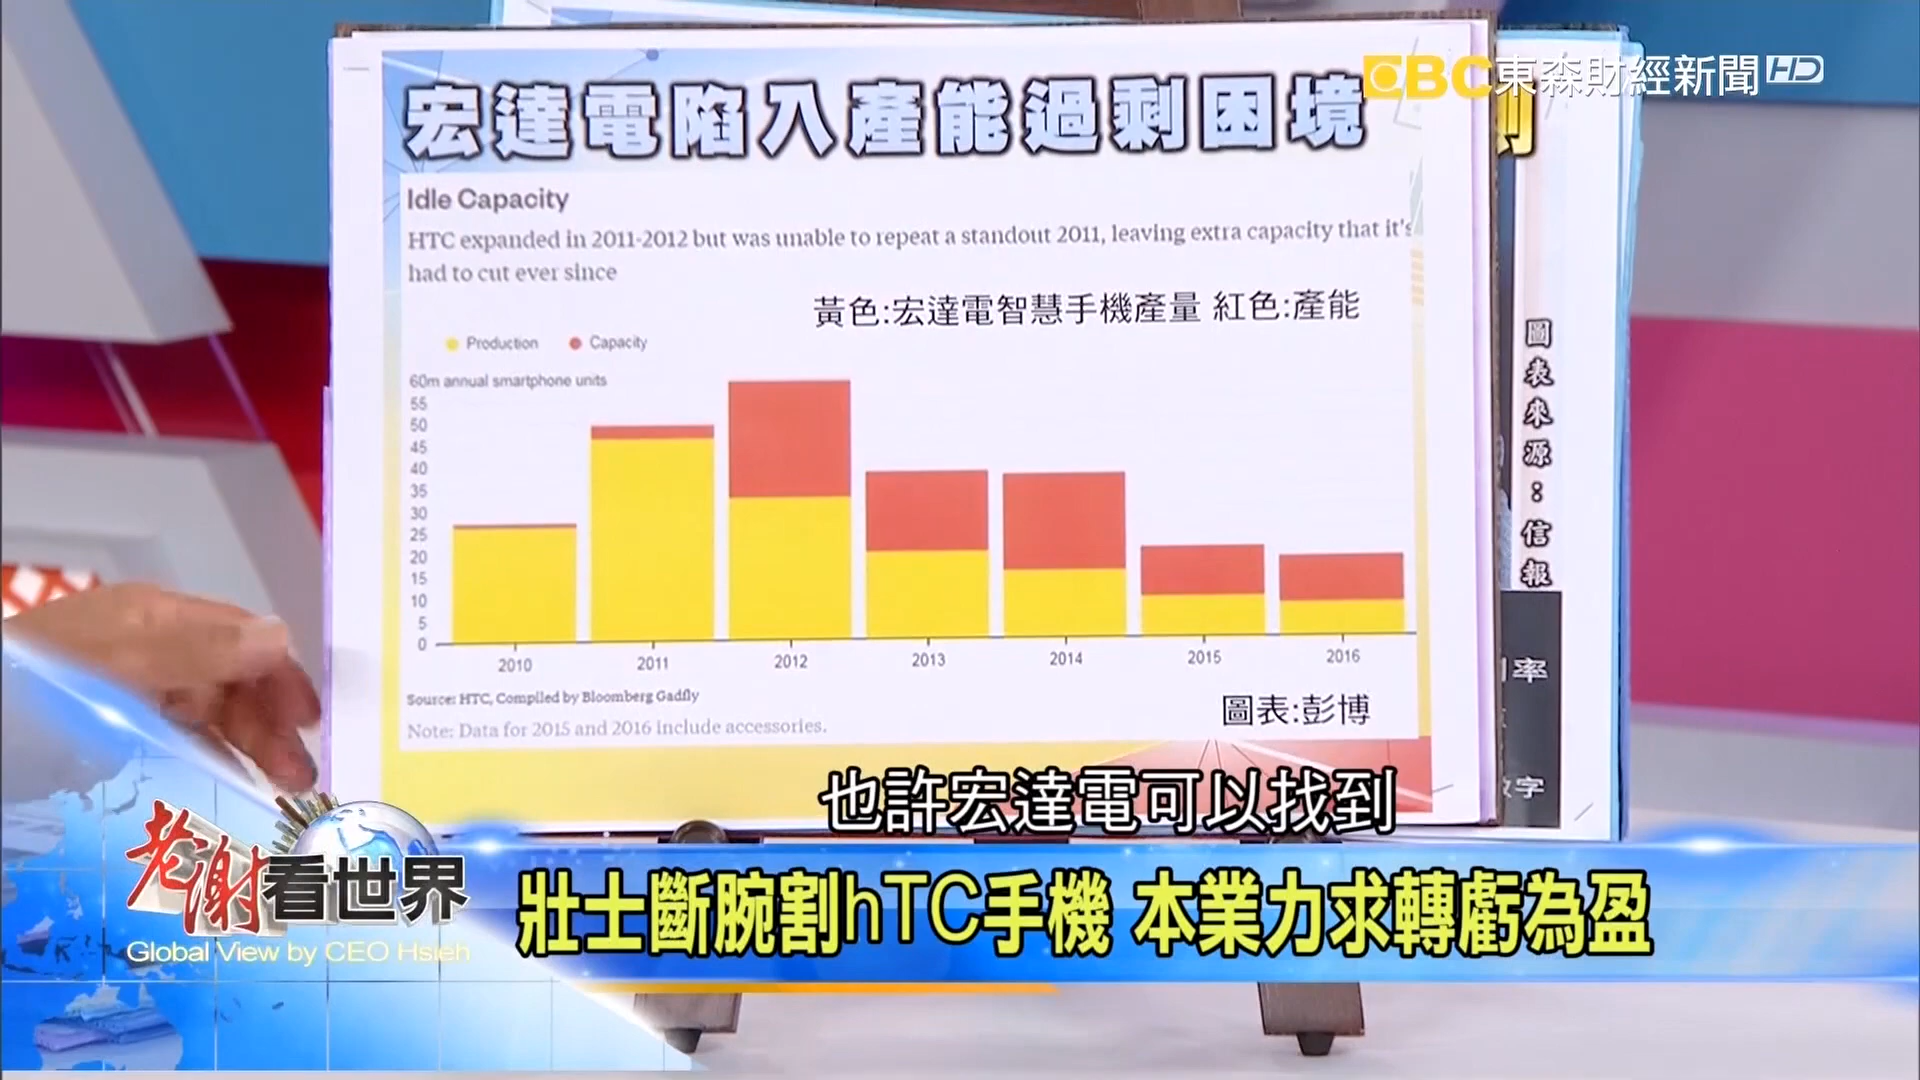 EBC東森財經新聞HD
宏達電陷入產能過剩困境
Idle Capacity
HTC expanded in 2011-2012 but was unable to repeat a standout 2011, leaving extra capacity that it's
had to cut ever since
黃色:宏達電智慧手機產量 紅色:產能
Production Capacity
60m annual smartphone units
55
50
45
40
35
30
25
20
15
10
5
0
2010 2011 2012 2013 2014 2015 2016
Source: HTC, Compiled by Bloomberg Gadfly
圖表:彭博
Note: Data for 2015 and 2016 include accessories.
圖表來源:信報
率
字
也許宏達電可以找到
老謝看世界
Global View by CEO Hsieh
壯士斷腕割hTC手機 本業力求轉虧為盈